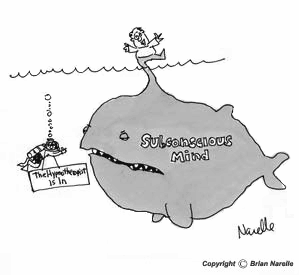 Subconscious
Mind
The Hypnotherapist
Is In
Narelle
Copyright © Brian Narelle